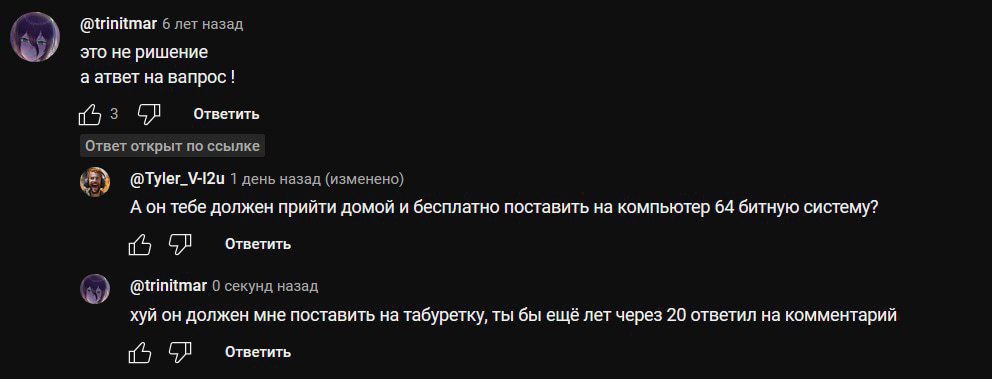 @trinitmar 6 лет назад
это не ришение
а атвет на вапрос !
3 Ответить
Ответ открыт по ссылке
@Tyler_V-l2u 1 день назад (изменено)
А он тебе должен прийти домой и бесплатно поставить на компьютер 64 битную систему?
Ответить
@trinitmar 0 секунд назад
хуй он должен мне поставить на табуретку, ты бы ещё лет через 20 ответил на комментарий
Ответить